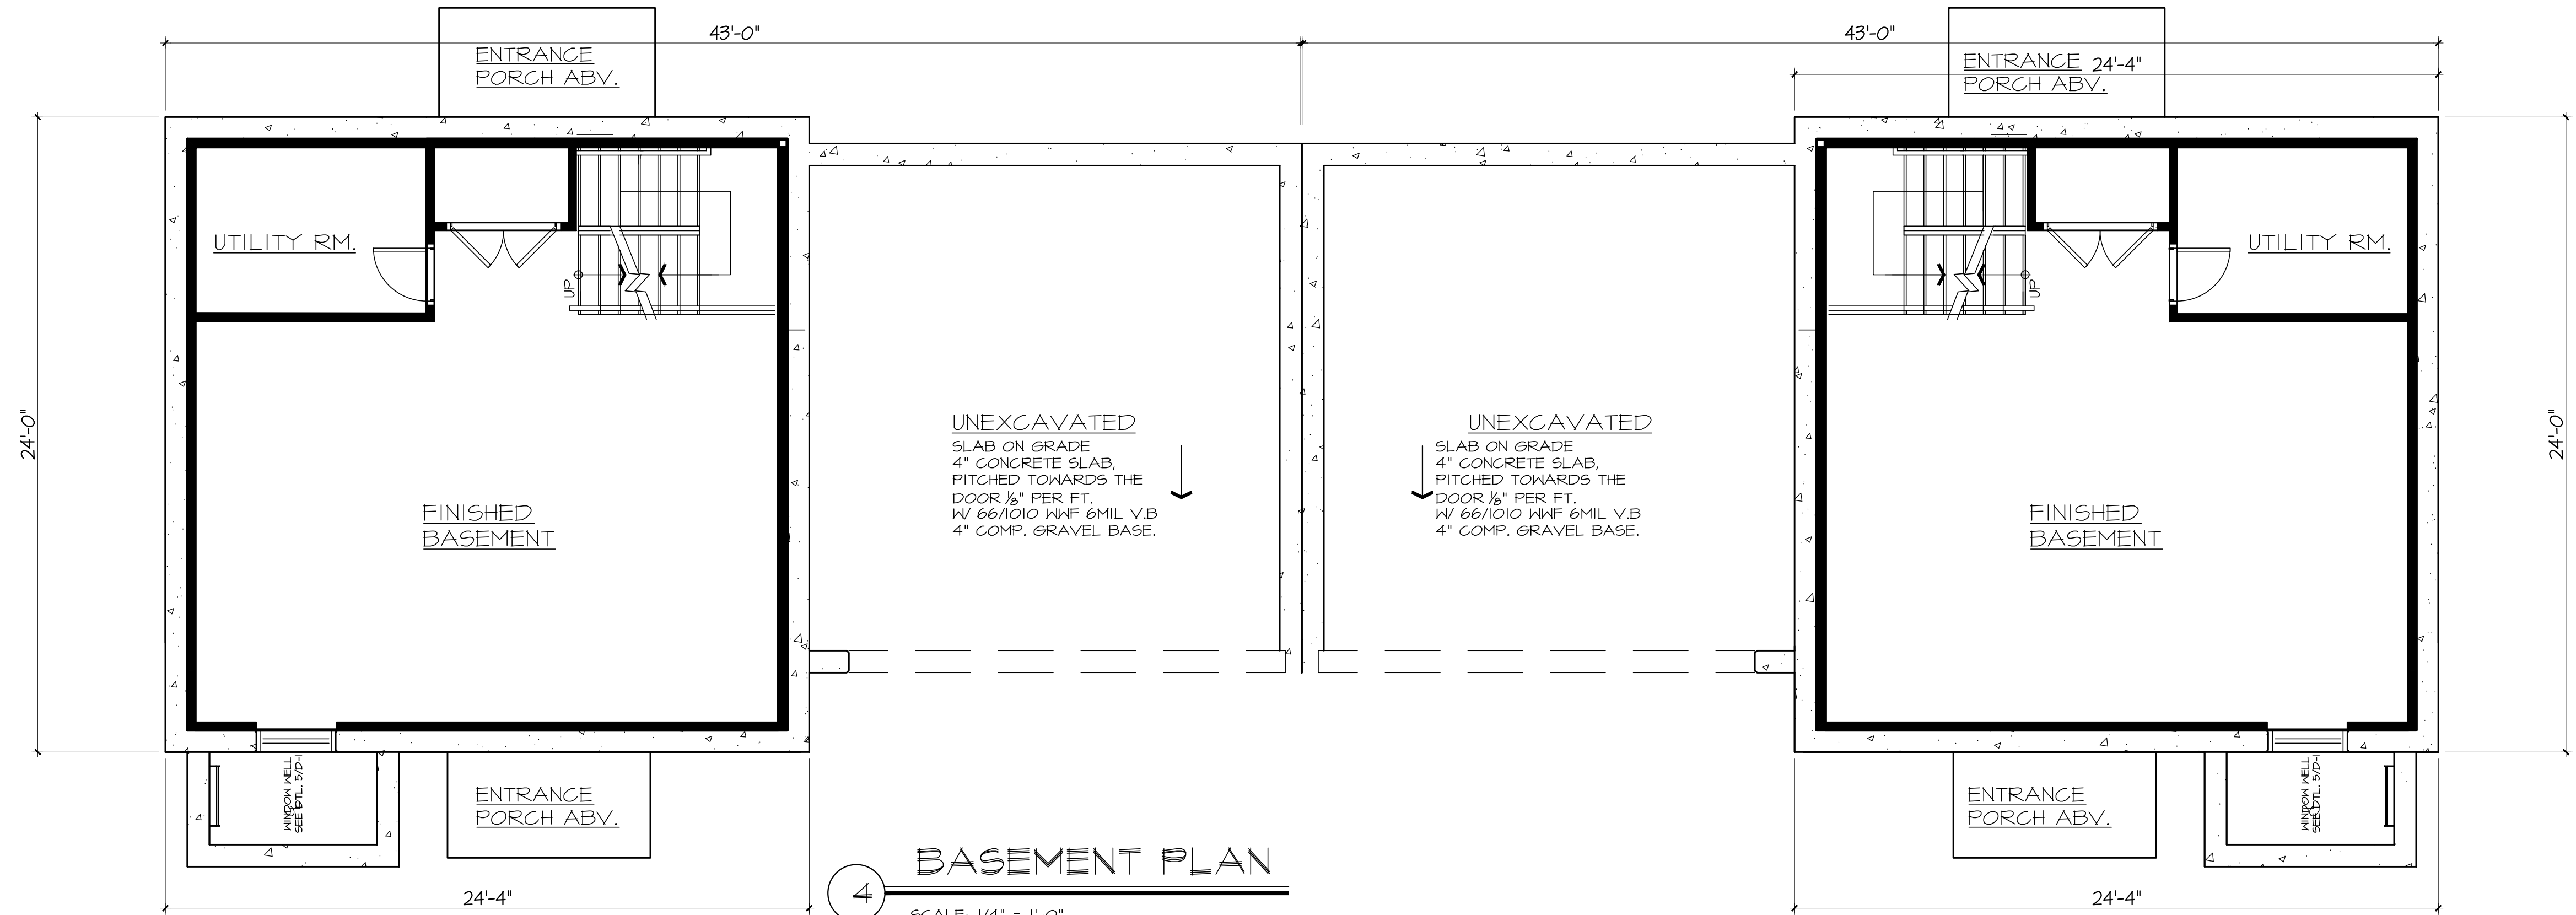 43'-0"
43'-0"
ENTRANCE
PORCH ABV.
ENTRANCE
PORCH ABV.
24'-4"
UTILITY RM.
UP
UP
UTILITY RM.
24'-0"
24'-0"
UNEXCAVATED
SLAB ON GRADE
4" CONCRETE SLAB,
PITCHED TOWARDS THE
DOOR ⅛" PER FT.
W/ 66/1010 WWF 6MIL V.B
4" COMP. GRAVEL BASE.
UNEXCAVATED
SLAB ON GRADE
4" CONCRETE SLAB,
PITCHED TOWARDS THE
DOOR ⅛" PER FT.
W/ 66/1010 WWF 6MIL V.B
4" COMP. GRAVEL BASE.
FINISHED
BASEMENT
FINISHED
BASEMENT
WINDOW WELL
SEE DTL. 5/D-1
ENTRANCE
PORCH ABV.
ENTRANCE
PORCH ABV.
WINDOW WELL
SEE DTL. 5/D-1
4
BASEMENT PLAN
SCALE: 1/4" = 1'-0"
24'-4"
24'-4"